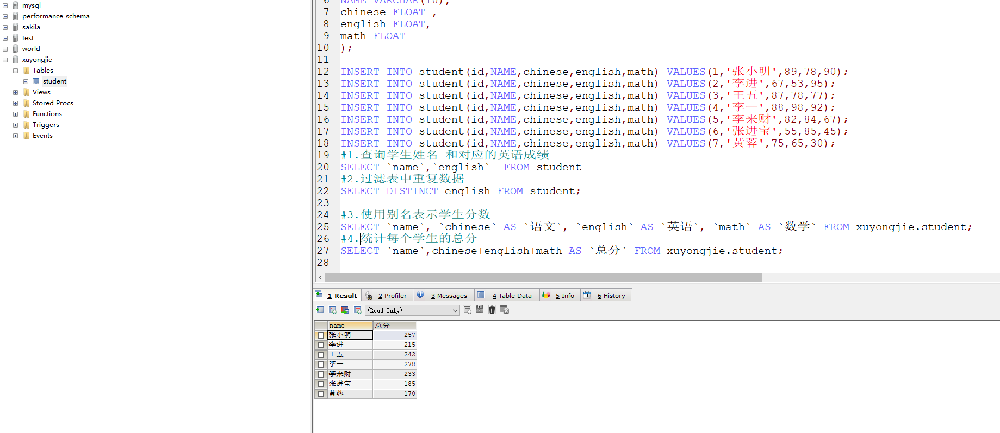 mysql
performance_schema
sakila
test
world
xuyongjie
Tables
student
Views
Stored Procs
Functions
Triggers
Events
6 NAME VARCHAR(10),
7 chinese FLOAT ,
8 english FLOAT,
9 math FLOAT
10 );
11
12 INSERT INTO student(id,NAME,chinese,english,math) VALUES(1,'张小明',89,78,90);
13 INSERT INTO student(id,NAME,chinese,english,math) VALUES(2,'李进',67,53,95);
14 INSERT INTO student(id,NAME,chinese,english,math) VALUES(3,'王五',87,78,77);
15 INSERT INTO student(id,NAME,chinese,english,math) VALUES(4,'李一',88,98,92);
16 INSERT INTO student(id,NAME,chinese,english,math) VALUES(5,'李来财',82,84,67);
17 INSERT INTO student(id,NAME,chinese,english,math) VALUES(6,'张进宝',55,85,45);
18 INSERT INTO student(id,NAME,chinese,english,math) VALUES(7,'黄蓉',75,65,30);
19 #1.查询学生姓名 和对应的英语成绩
20 SELECT `name`,`english`  FROM student
21 #2.过滤表中重复数据
22 SELECT DISTINCT english FROM student;
23
24 #3.使用别名表示学生分数
25 SELECT `name`, `chinese` AS `语文`, `english` AS `英语`, `math` AS `数学` FROM xuyongjie.student;
26 #4.统计每个学生的总分
27 SELECT `name`,chinese+english+math AS `总分` FROM xuyongjie.student;
28
1 Result 2 Profiler 3 Messages 4 Table Data 5 Info 6 History
(Read Only)
name 总分
张小明 257
李进 215
王五 242
李一 278
李来财 233
张进宝 185
黄蓉 170